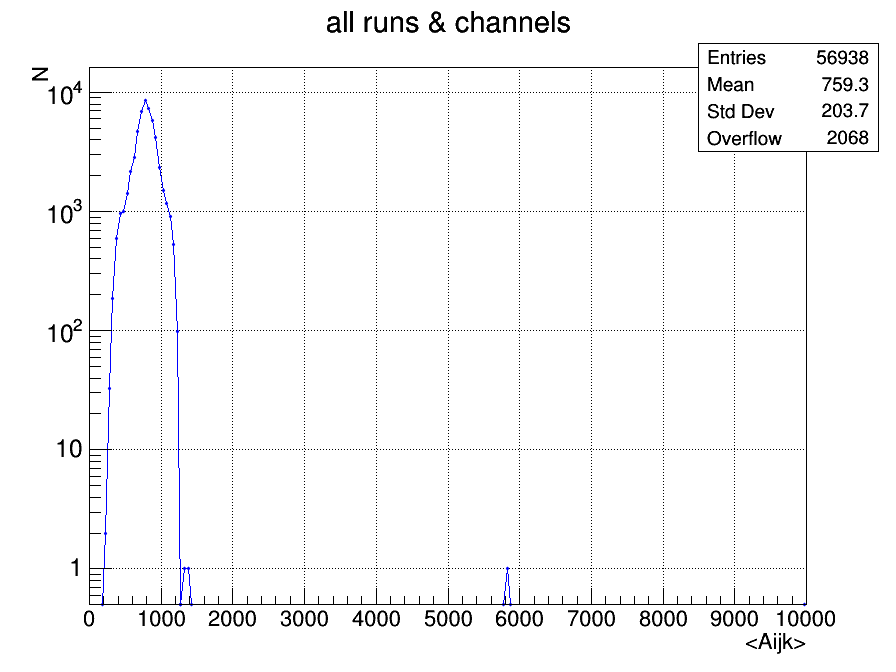 all runs & channels
Entries 56938
Mean 759.3
Std Dev 203.7
Overflow 2068
N
10^4
10^3
10^2
10
1
0 1000 2000 3000 4000 5000 6000 7000 8000 9000 10000
<Aijk>